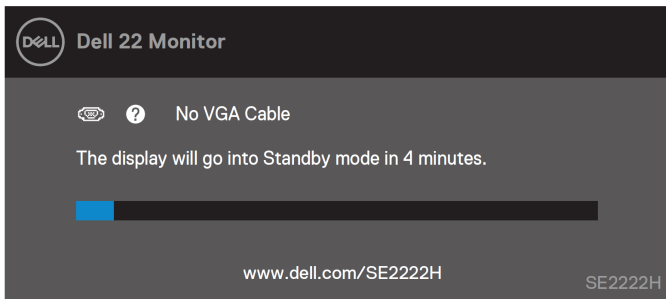 DELL
Dell 22 Monitor
? No VGA Cable
The display will go into Standby mode in 4 minutes.
www.dell.com/SE2222H
SE2222H